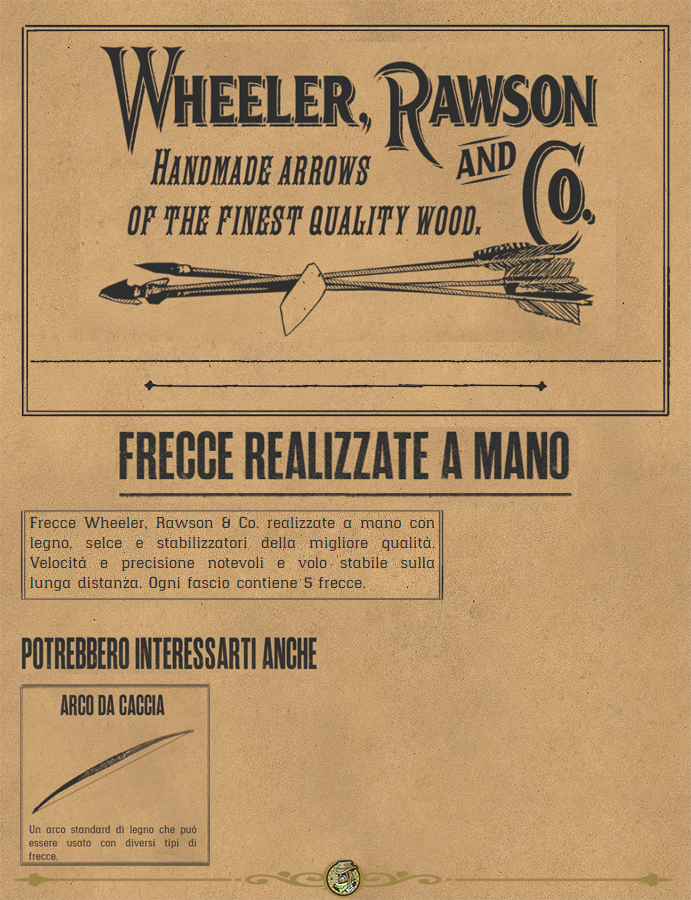 WHEELER, RAWSON
AND
Co.
HANDMADE ARROWS
OF THE FINEST QUALITY WOOD.
FRECCE REALIZZATE A MANO
Frecce Wheeler, Rawson & Co. realizzate a mano con
legno, selce e stabilizzatori della migliore qualità.
Velocità e precisione notevoli e volo stabile sulla
lunga distanza. Ogni fascio contiene 5 frecce.
POTREBBERO INTERESSARTI ANCHE
ARCO DA CACCIA
Un arco standard di legno che può
essere usato con diversi tipi di
frecce.